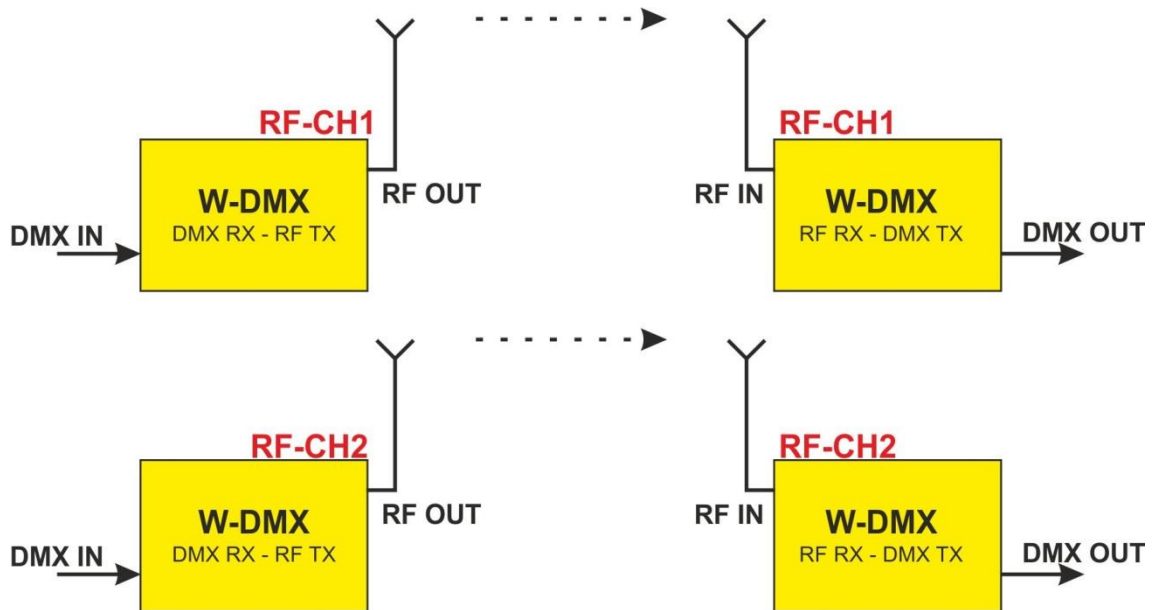 RF-CH1
RF-CH1
W-DMX
DMX RX - RF TX
RF OUT
RF IN
W-DMX
RF RX - DMX TX
DMX IN
DMX OUT
RF-CH2
RF-CH2
W-DMX
DMX RX - RF TX
RF OUT
RF IN
W-DMX
RF RX - DMX TX
DMX IN
DMX OUT